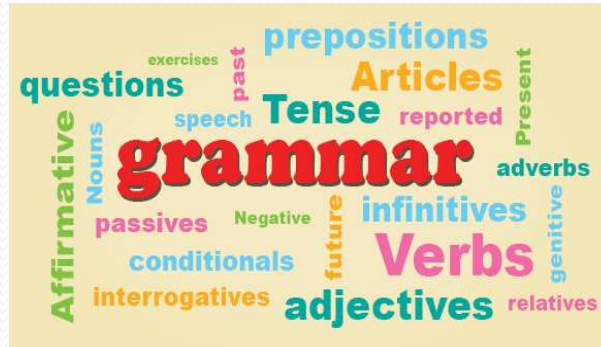 prepositions
exercises
past
Articles
Present
questions
speech
Tense
reported
Affirmative
Nouns
grammar
adverbs
passives
Negative
future
infinitives
genitive
conditionals
Verbs
interrogatives
adjectives
relatives